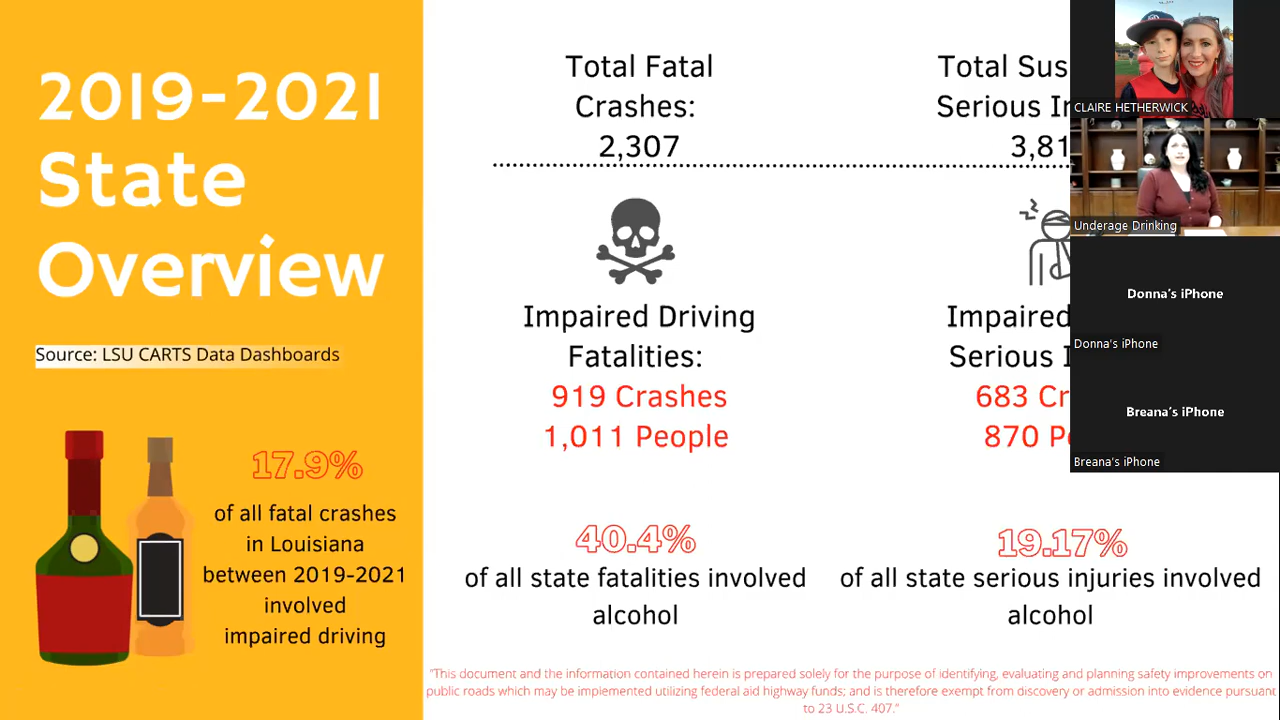 2019-2021
State
Overview
Source: LSU CARTS Data Dashboards
17.9%
of all fatal crashes
in Louisiana
between 2019-2021
involved
impaired driving
Total Fatal
Crashes:
2,307
Impaired Driving
Fatalities:
919 Crashes
1,011 People
40.4%
of all state fatalities involved
alcohol
Total Sus
Serious In
3,81
Impaired
Serious I
683 Cr
870 P
19.17%
of all state serious injuries involved
alcohol
"This document and the information contained herein is prepared solely for the purpose of identifying, evaluating and planning safety improvements on
public roads which may be implemented utilizing federal aid highway funds; and is therefore exempt from discovery or admission into evidence pursuant
to 23 U.S.C. 407."
CLAIRE HETHERWICK
Underage Drinking
Donna's iPhone
Donna's iPhone
Breana's iPhone
Breana's iPhone